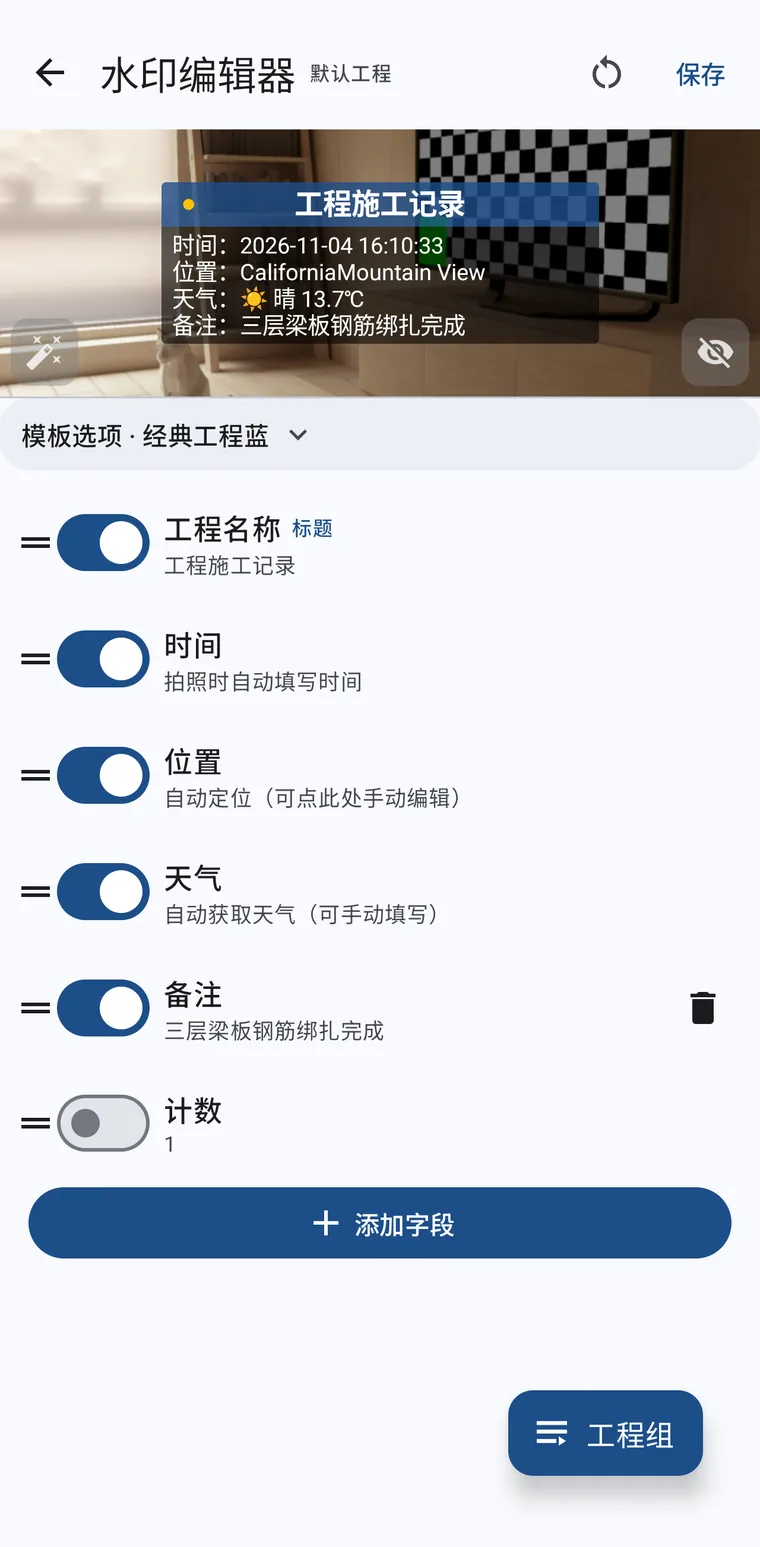 水印编辑器 默认工程 保存
工程施工记录
时间：2026-11-04 16:10:33
位置：CaliforniaMountain View
天气：☀️ 晴 13.7℃
备注：三层梁板钢筋绑扎完成
模板选项 · 经典工程蓝
工程名称 标题
工程施工记录
时间
拍照时自动填写时间
位置
自动定位（可点此处手动编辑）
天气
自动获取天气（可手动填写）
备注
三层梁板钢筋绑扎完成
计数
1
添加字段
工程组